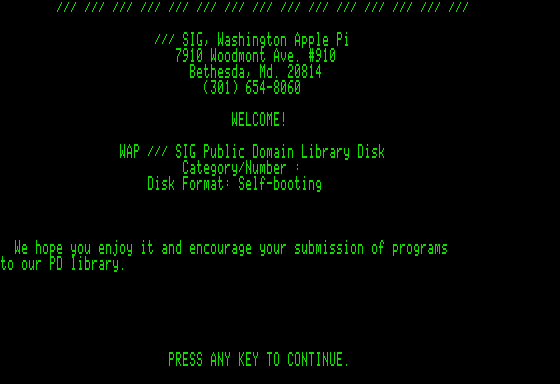 /// /// /// /// /// /// /// /// /// /// /// /// /// /// ///
/// SIG, Washington Apple Pi
7910 Woodmont Ave. #910
Bethesda, Md. 20814
(301) 654-8060
WELCOME!
WAP /// SIG Public Domain Library Disk
Category/Number :
Disk Format: Self-booting
We hope you enjoy it and encourage your submission of programs
to our PD library.
PRESS ANY KEY TO CONTINUE.